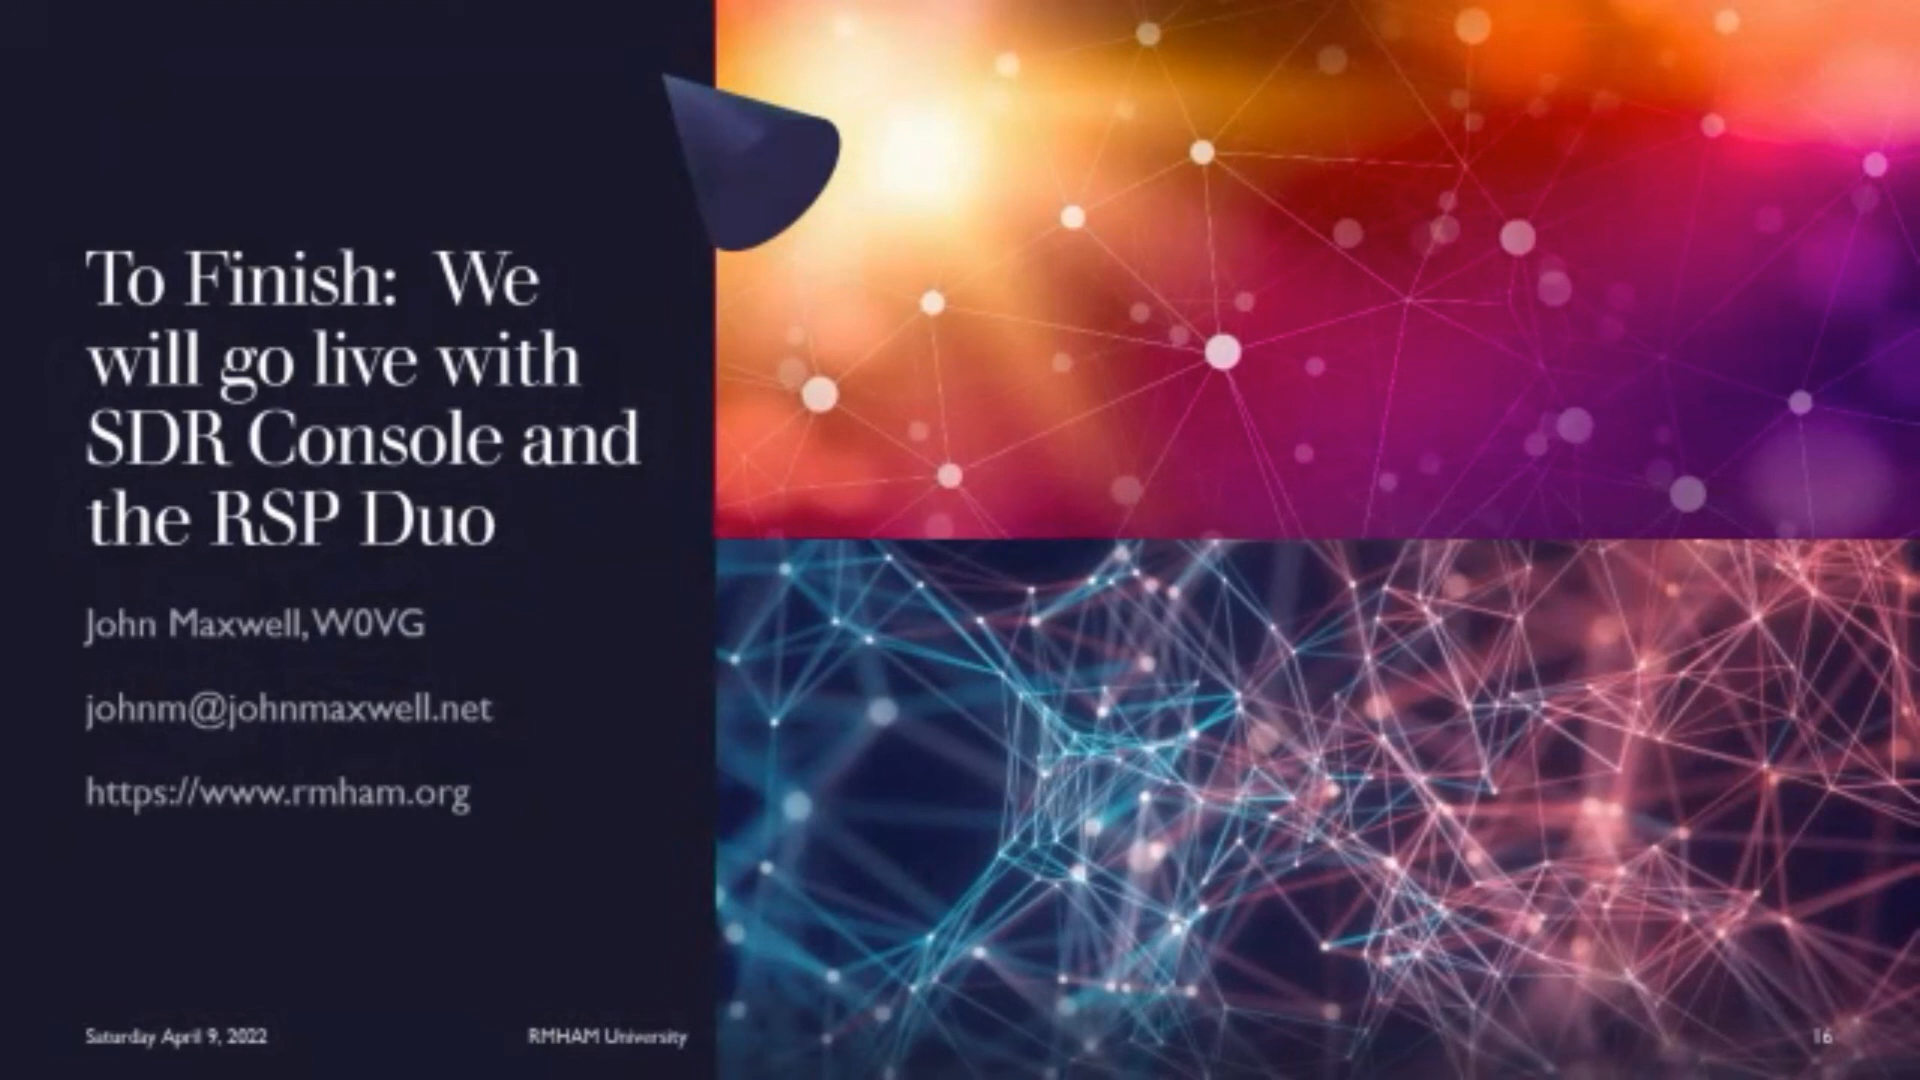 To Finish:  We
will go live with
SDR Console and
the RSP Duo
John Maxwell, W0VG
johnm@johnmaxwell.net
https://www.rmham.org
Saturday April 9, 2022
RMHAM University
16